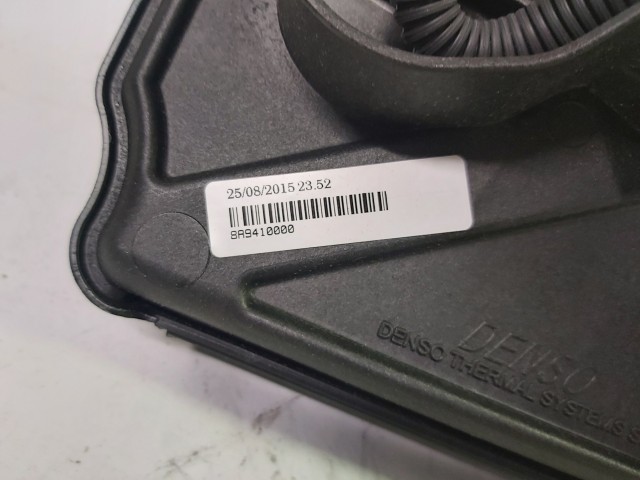 25/08/2015 23.52
8A9410000
DENSO
DENSO THERMAL SYSTEMS S